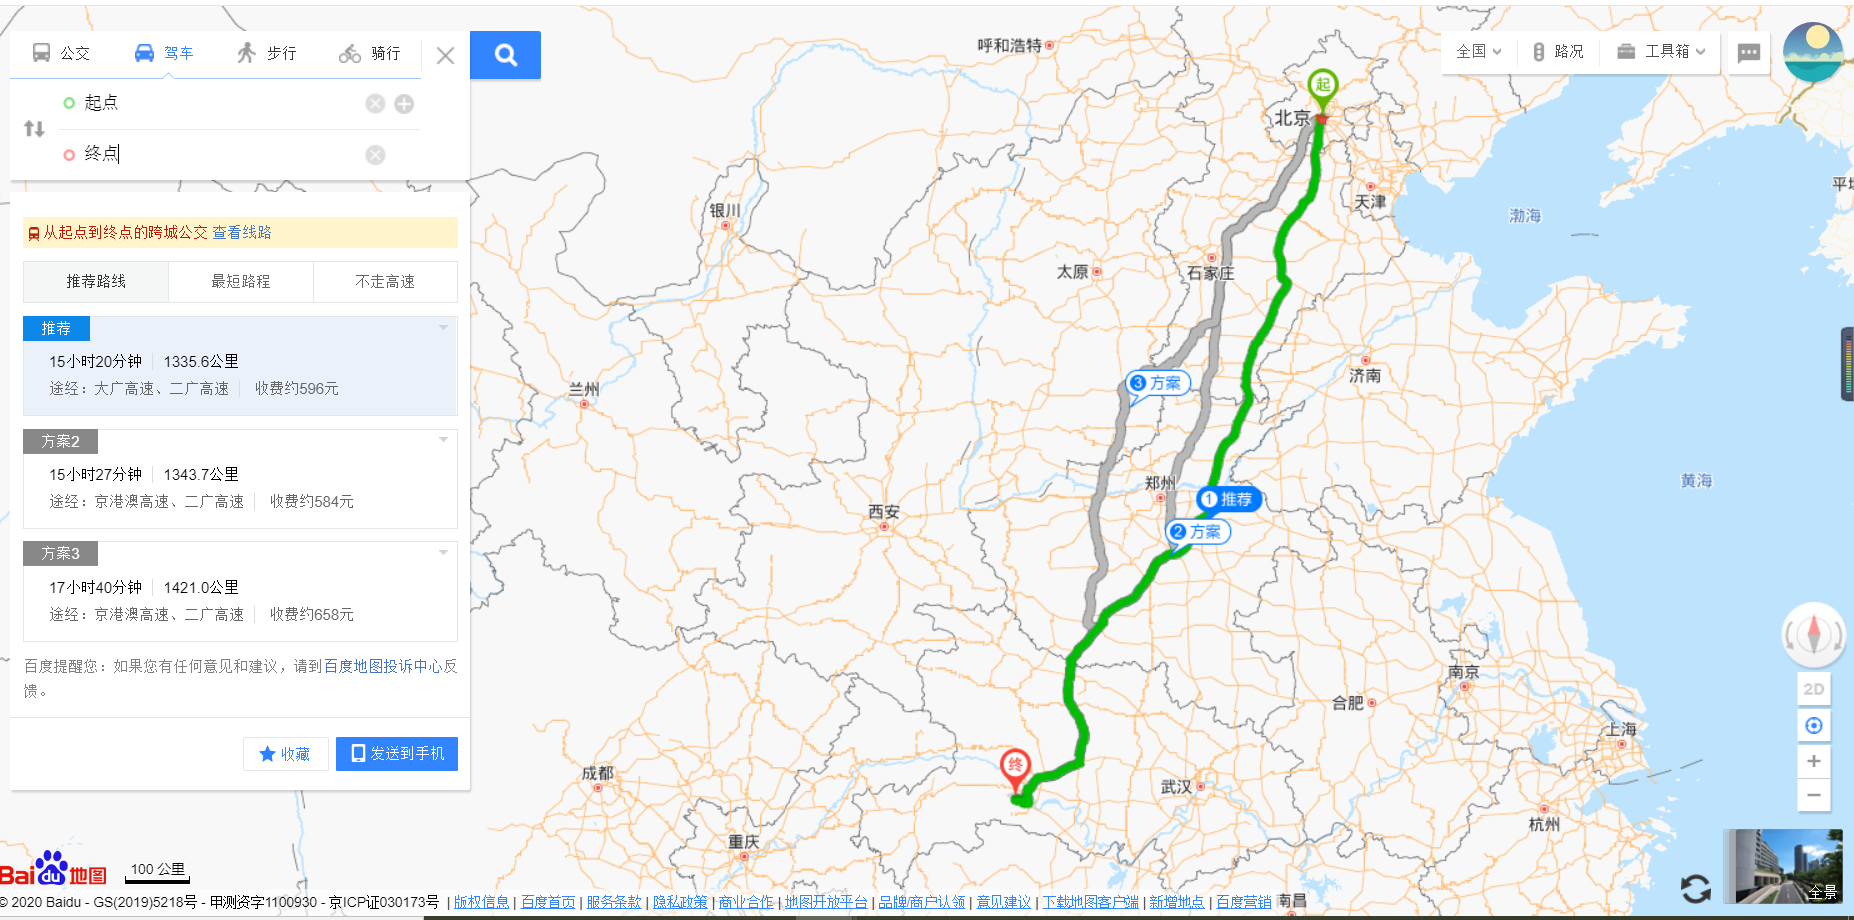 公交
驾车
步行
骑行
起点
终点
从起点到终点的跨城公交 查看线路
推荐路线
最短路程
不走高速
推荐
15小时20分钟 1335.6公里
途经：大广高速、二广高速 收费约596元
方案2
15小时27分钟 1343.7公里
途经：京港澳高速、二广高速 收费约584元
方案3
17小时40分钟 1421.0公里
途经：京港澳高速、二广高速 收费约658元
百度提醒您：如果您有任何意见和建议，请到百度地图投诉中心反
馈。
收藏
发送到手机
全国
路况
工具箱
呼和浩特
起
北京
天津
渤海
平壤
银川
太原
石家庄
3 方案
济南
兰州
郑州
1 推荐
2 方案
西安
黄海
南京
合肥
上海
终
成都
武汉
杭州
重庆
南昌
2D
全景
Bai du 地图
100 公里
© 2020 Baidu - GS(2019)5218号 - 甲测资字1100930 - 京ICP证030173号 | 版权信息 | 百度首页 | 服务条款 | 隐私政策 | 商业合作 | 地图开放平台 | 品牌/商户认领 | 意见建议 | 下载地图客户端 | 新增地点 | 百度营销